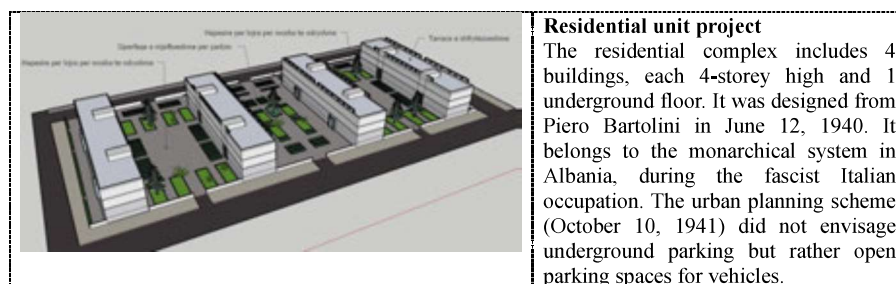 Residential unit project
The residential complex includes 4
buildings, each 4-storey high and 1
underground floor. It was designed from
Piero Bartolini in June 12, 1940. It
belongs to the monarchical system in
Albania, during the fascist Italian
occupation. The urban planning scheme
(October 10, 1941) did not envisage
underground parking but rather open
parking spaces for vehicles.